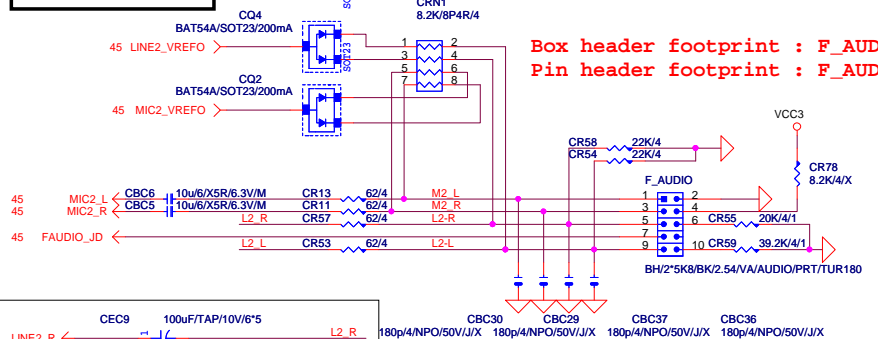 CRN1
8.2K/8P4R/4
CQ4
BAT54A/SOT23/200mA
SOT23
45 LINE2_VREFO
1 2
3 4
5 6
7 8
CQ2
BAT54A/SOT23/200mA
45 MIC2_VREFO
Box header footprint : F_AUD
Pin header footprint : F_AUD
VCC3
CR58 22K/4
CR54 22K/4
CR78
8.2K/4/X
F_AUDIO
45 MIC2_L CBC6 10u/6/X5R/6.3V/M CR13 62/4 M2_L 1 2
45 MIC2_R CBC5 10u/6/X5R/6.3V/M CR11 62/4 M2_R 3 4
L2_R CR57 62/4 L2-R 5 6 CR55 20K/4/1
45 FAUDIO_JD 7
L2_L CR53 62/4 L2-L 9 10 CR59 39.2K/4/1
BH/2*5K8/BK/2.54/VA/AUDIO/PRT/TUR180
CBC30 CBC29 CBC37 CBC36
180p/4/NPO/50V/J/X 180p/4/NPO/50V/J/X 180p/4/NPO/50V/J/X 180p/4/NPO/50V/J/X
CEC9 100uF/TAP/10V/6*5
LINE2_R 1 L2_R